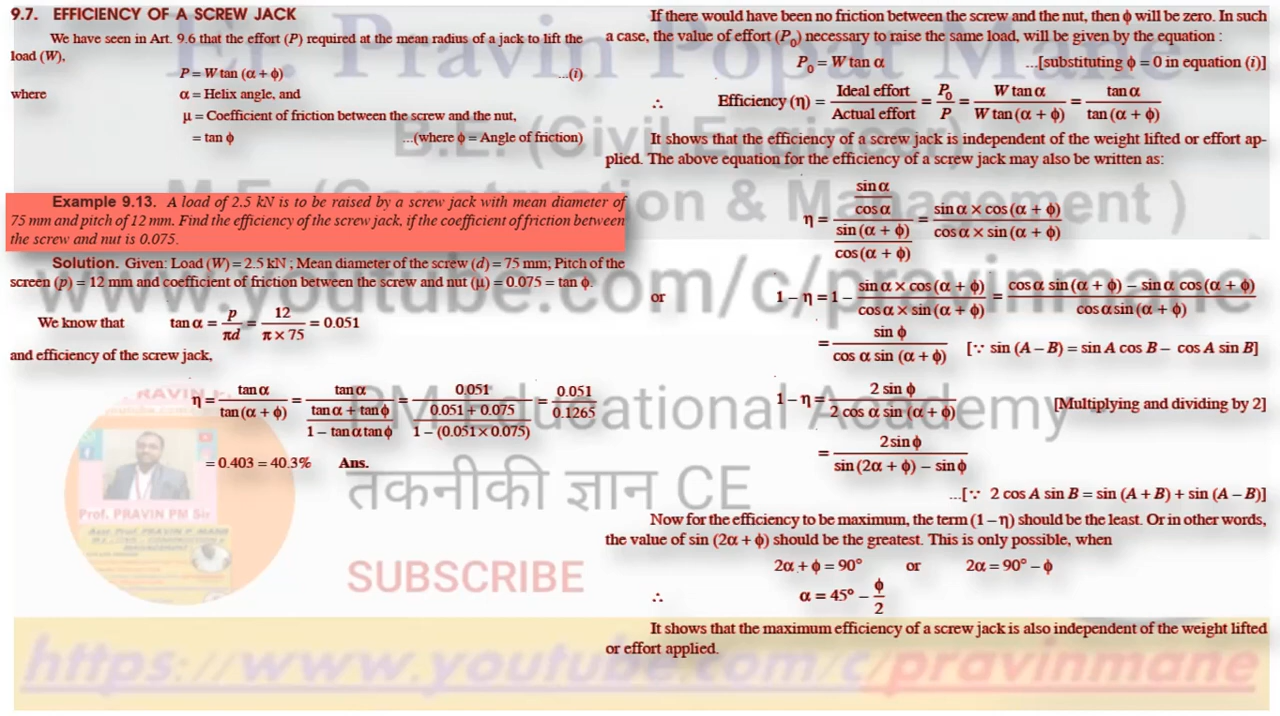 9.7. EFFICIENCY OF A SCREW JACK
We have seen in Art. 9.6 that the effort (P) required at the mean radius of a jack to lift the
load (W),
P = W tan (α + ϕ) ...(i)
where α = Helix angle, and
μ = Coefficient of friction between the screw and the nut,
= tan ϕ ...(where ϕ = Angle of friction)
Example 9.13. A load of 2.5 kN is to be raised by a screw jack with mean diameter of
75 mm and pitch of 12 mm. Find the efficiency of the screw jack, if the coefficient of friction between
the screw and nut is 0.075.
Solution. Given: Load (W) = 2.5 kN ; Mean diameter of the screw (d) = 75 mm; Pitch of the
screen (p) = 12 mm and coefficient of friction between the screw and nut (μ) = 0.075 = tan ϕ.
We know that tan α = p / πd = 12 / π × 75 = 0.051
and efficiency of the screw jack,
η = tan α / tan (α + ϕ) = tan α / (tan α + tan ϕ / 1 – tan α tan ϕ) = 0.051 / (0.051 + 0.075 / 1 – (0.051 × 0.075)) = 0.051 / 0.1265
= 0.403 = 40.3% Ans.
If there would have been no friction between the screw and the nut, then ϕ will be zero. In such
a case, the value of effort (P0) necessary to raise the same load, will be given by the equation :
P0 = W tan α ...[substituting ϕ = 0 in equation (i)]
∴ Efficiency (η) = Ideal effort / Actual effort = P0 / P = W tan α / W tan (α + ϕ) = tan α / tan (α + ϕ)
It shows that the efficiency of a screw jack is independent of the weight lifted or effort ap-
plied. The above equation for the efficiency of a screw jack may also be written as:
η = (sin α / cos α) / (sin (α + ϕ) / cos (α + ϕ)) = sin α × cos (α + ϕ) / cos α × sin (α + ϕ)
or 1 – η = 1 – sin α × cos (α + ϕ) / cos α × sin (α + ϕ) = cos α sin (α + ϕ) – sin α cos (α + ϕ) / cos α sin (α + ϕ)
= sin ϕ / cos α sin (α + ϕ) [∵ sin (A – B) = sin A cos B – cos A sin B]
1 – η = 2 sin ϕ / 2 cos α sin (α + ϕ) [Multiplying and dividing by 2]
= 2 sin ϕ / sin (2α + ϕ) – sin ϕ
...[∵ 2 cos A sin B = sin (A + B) + sin (A – B)]
Now for the efficiency to be maximum, the term (1 – η) should be the least. Or in other words,
the value of sin (2α + ϕ) should be the greatest. This is only possible, when
2α + ϕ = 90° or 2α = 90° – ϕ
∴ α = 45° – ϕ / 2
It shows that the maximum efficiency of a screw jack is also independent of the weight lifted
or effort applied.
Er. Pravin Popat Mane
B.E. (Civil Engineer)
M.E. (Construction & Management )
www.youtube.com/c/pravinmane
PM Educational Academy
तकनीकी ज्ञान CE
SUBSCRIBE
Prof. PRAVIN PM Sir
https://www.youtube.com/c/pravinmane